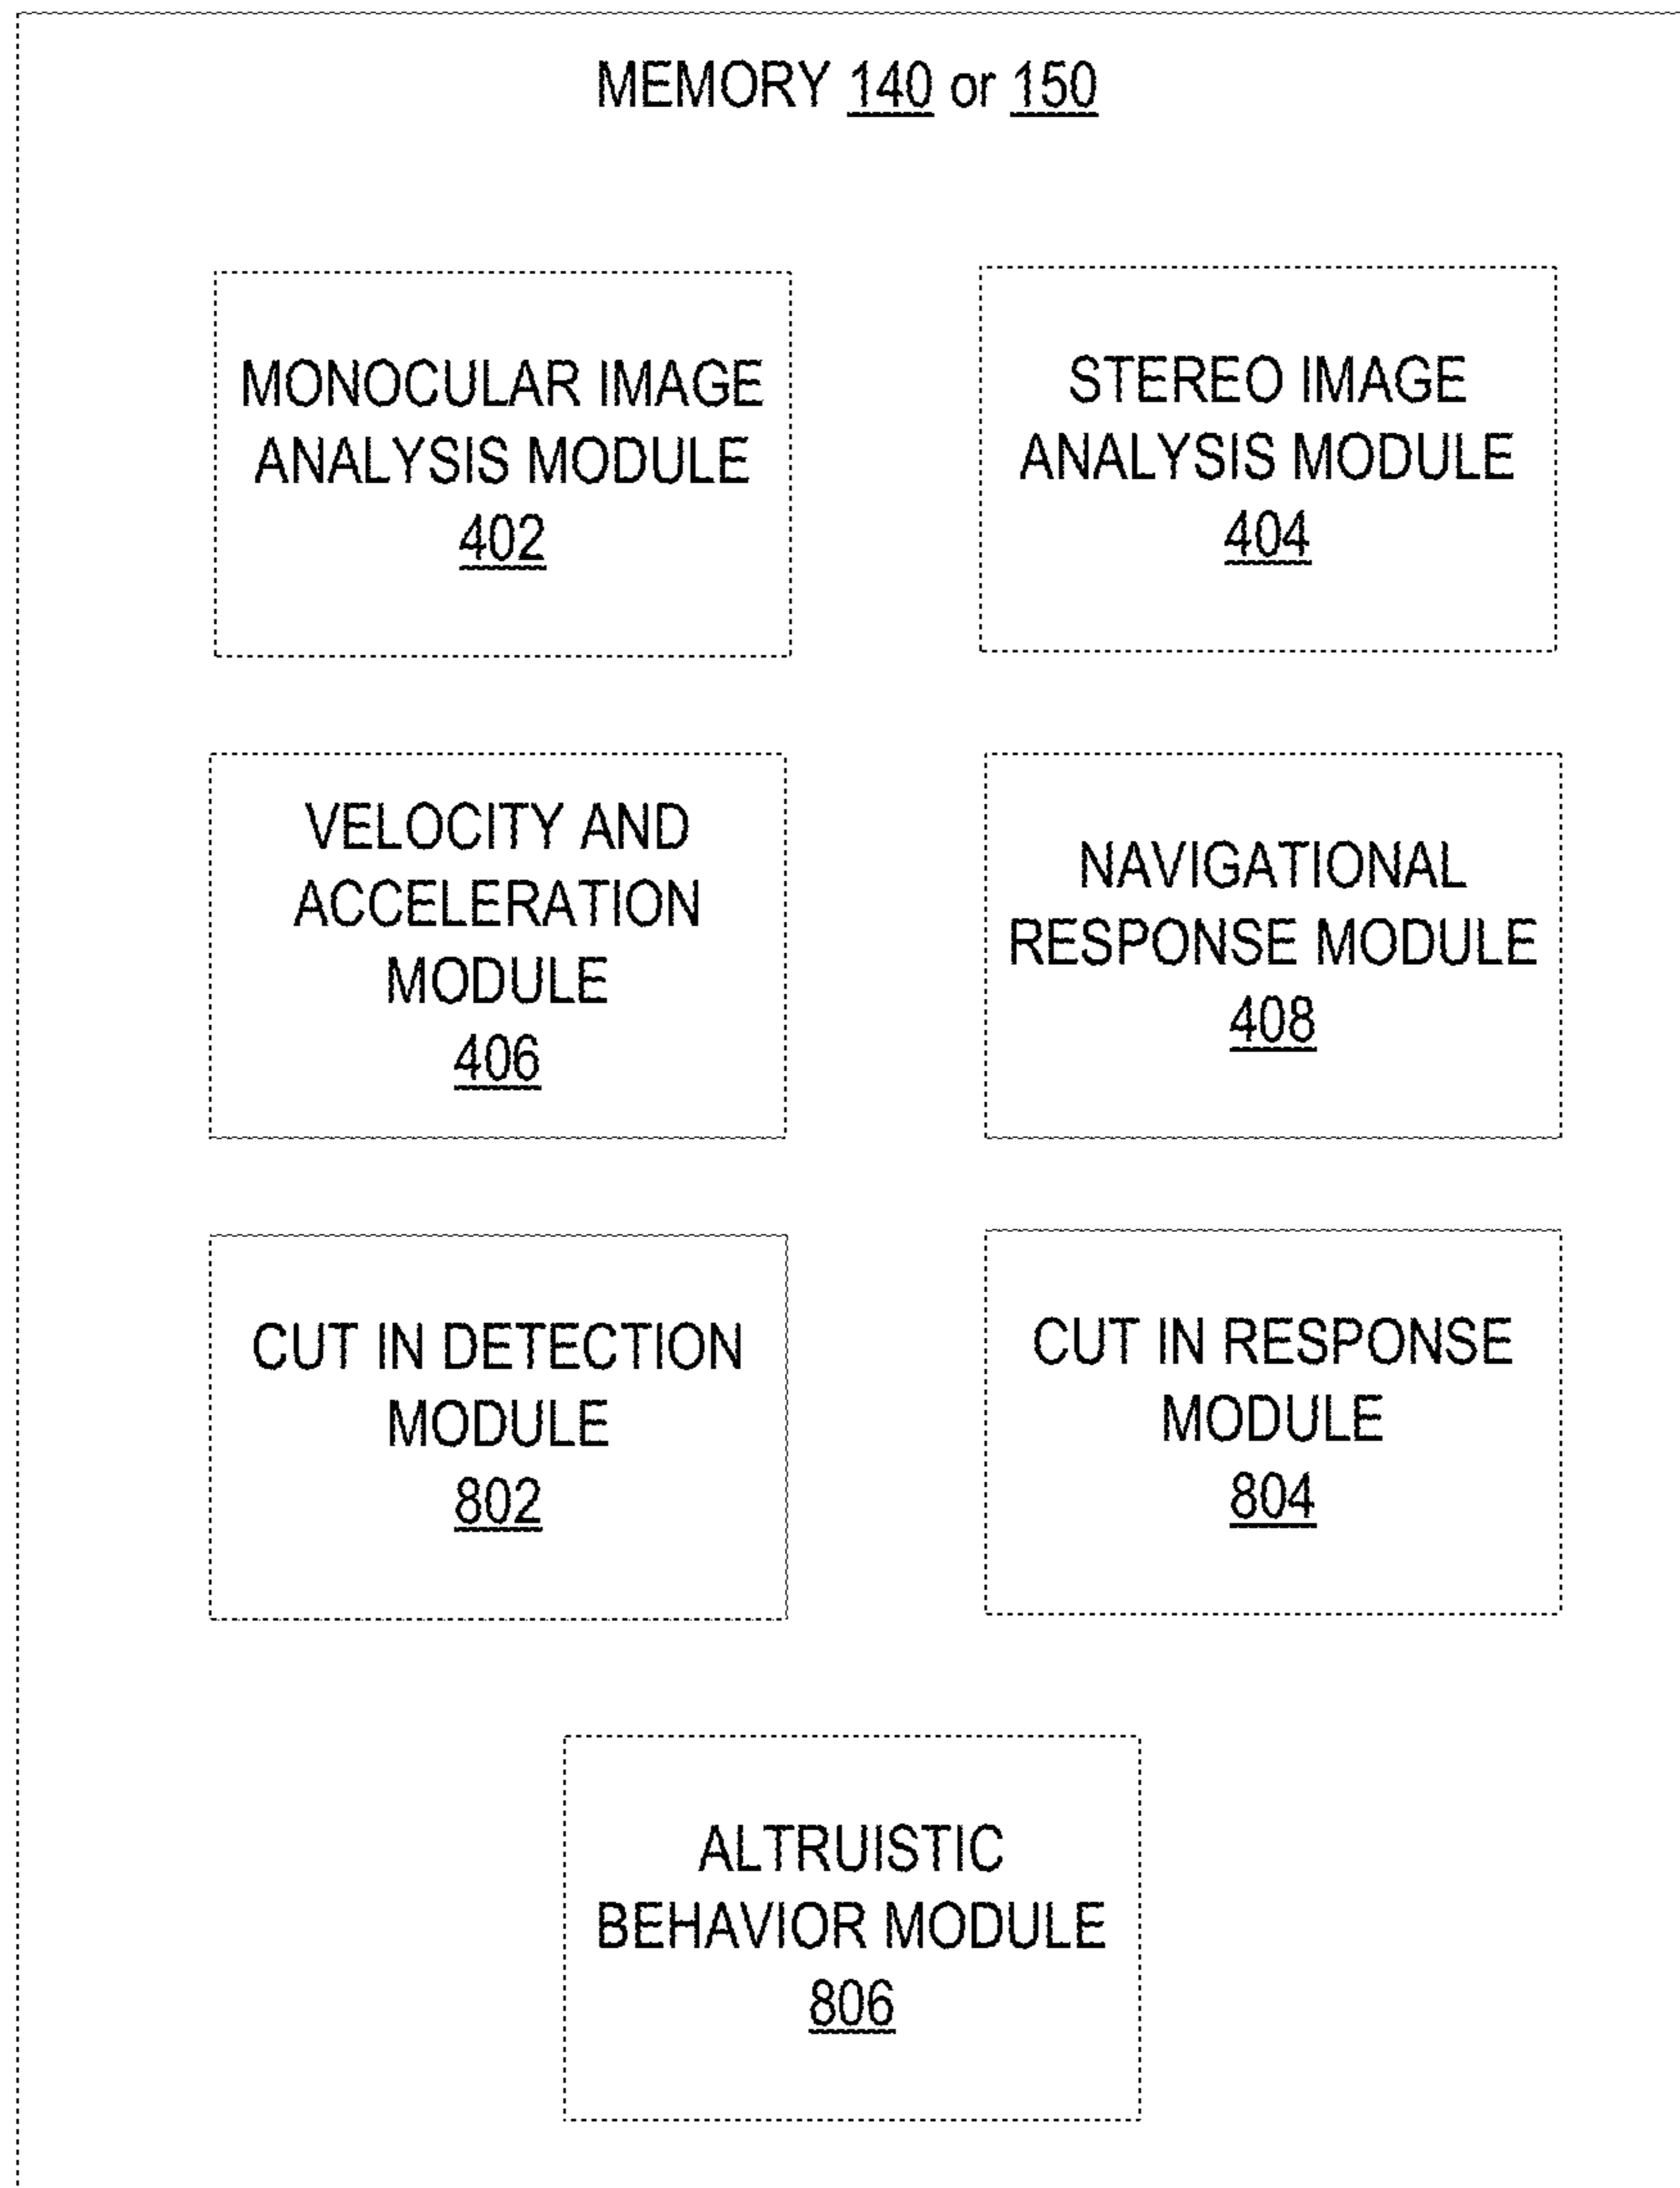 MEMORY 140 or 150
MONOCULAR IMAGE
ANALYSIS MODULE
402
STEREO IMAGE
ANALYSIS MODULE
404
VELOCITY AND
ACCELERATION
MODULE
406
NAVIGATIONAL
RESPONSE MODULE
408
CUT IN DETECTION
MODULE
802
CUT IN RESPONSE
MODULE
804
ALTRUISTIC
BEHAVIOR MODULE
806